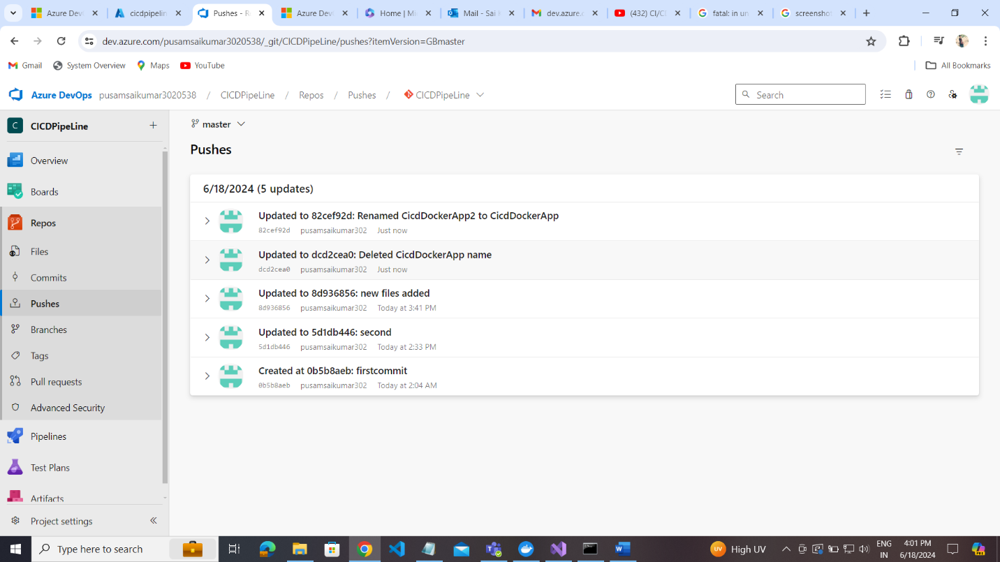 Azure Dev
cicdpipelin
Pushes - R
Azure Dev
Home | Mi
Mail - Sai
dev.azure.c
(432) CI/C
fatal: in un
screenshot
dev.azure.com/pusamsaikumar3020538/_git/CICDPipeLine/pushes?itemVersion=GBmaster
Gmail System Overview Maps YouTube All Bookmarks
Azure DevOps pusamsaikumar3020538 / CICDPipeLine / Repos / Pushes / CICDPipeLine Search
C CICDPipeLine
Overview
Boards
Repos
Files
Commits
Pushes
Branches
Tags
Pull requests
Advanced Security
Pipelines
Test Plans
Artifacts
Project settings
master
Pushes
6/18/2024 (5 updates)
Updated to 82cef92d: Renamed CicdDockerApp2 to CicdDockerApp
82cef92d pusamsaikumar302 Just now
Updated to dcd2cea0: Deleted CicdDockerApp name
dcd2cea0 pusamsaikumar302 Just now
Updated to 8d936856: new files added
8d936856 pusamsaikumar302 Today at 3:41 PM
Updated to 5d1db446: second
5d1db446 pusamsaikumar302 Today at 2:33 PM
Created at 0b5b8aeb: firstcommit
0b5b8aeb pusamsaikumar302 Today at 2:04 AM
Type here to search
UV High UV
ENG
IN
4:01 PM
6/18/2024